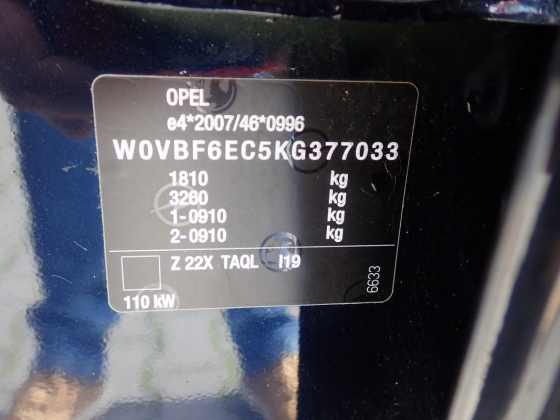 OPEL
e4*2007/46*0996
W0VBF6EC5KG377033
1810 kg
3260 kg
1-0910 kg
2-0910 kg
Z 22X TAQL I19
110 kW
6633